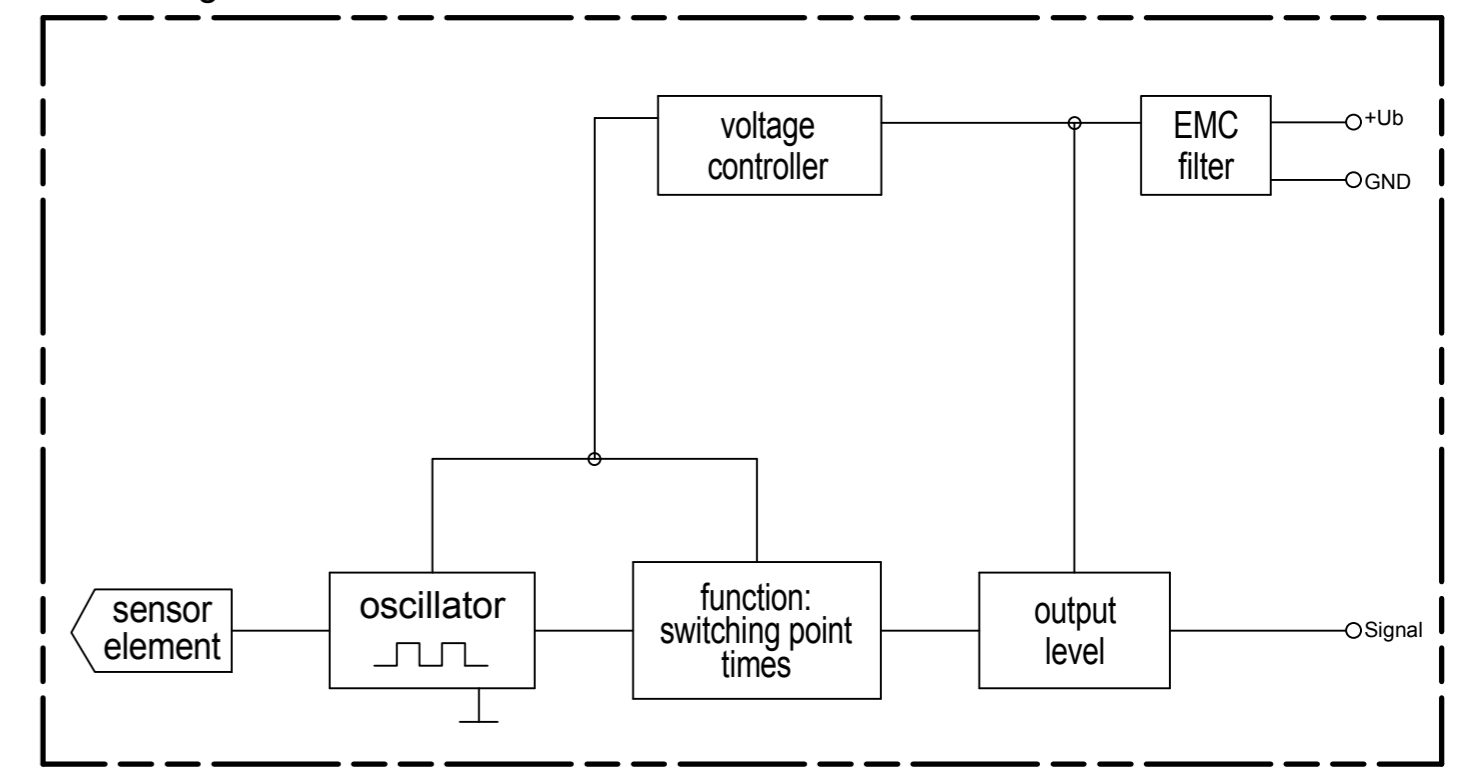 voltage
controller
EMC
filter
+Ub
GND
sensor
element
oscillator
function:
switching point
times
output
level
Signal